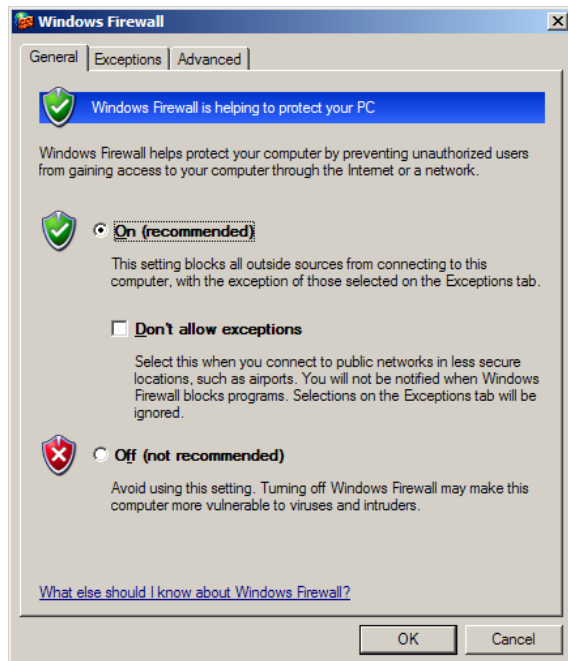 Windows Firewall
General Exceptions Advanced
Windows Firewall is helping to protect your PC
Windows Firewall helps protect your computer by preventing unauthorized users
from gaining access to your computer through the Internet or a network.
On (recommended)
This setting blocks all outside sources from connecting to this
computer, with the exception of those selected on the Exceptions tab.
Don't allow exceptions
Select this when you connect to public networks in less secure
locations, such as airports. You will not be notified when Windows
Firewall blocks programs. Selections on the Exceptions tab will be
ignored.
Off (not recommended)
Avoid using this setting. Turning off Windows Firewall may make this
computer more vulnerable to viruses and intruders.
What else should I know about Windows Firewall?
OK Cancel